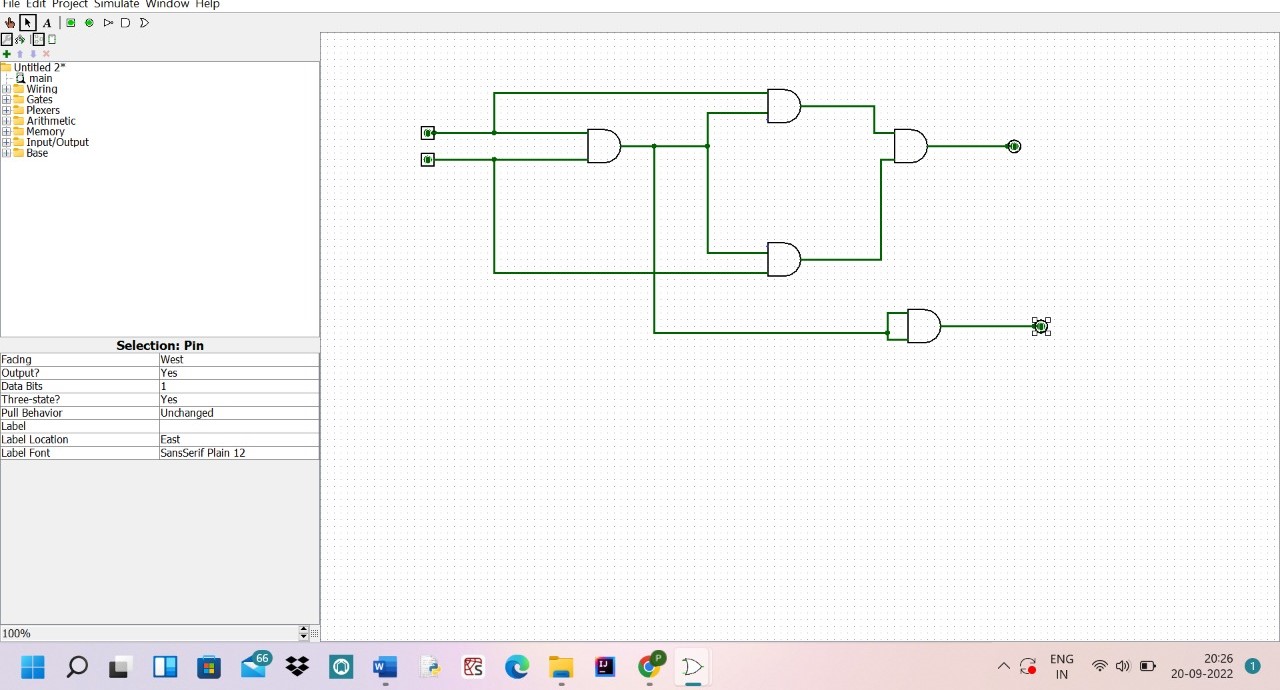 File Edit Project Simulate Window Help
A
Untitled 2*
main
Wiring
Gates
Plexers
Arithmetic
Memory
Input/Output
Base
Selection: Pin
Facing West
Output? Yes
Data Bits 1
Three-state? Yes
Pull Behavior Unchanged
Label
Label Location East
Label Font SansSerif Plain 12
100%
66
W
IJ
P
ENG
IN
20:26
20-09-2022
1